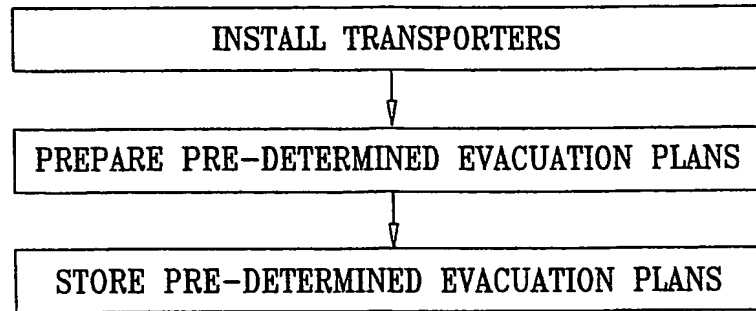 INSTALL TRANSPORTERS
PREPARE PRE-DETERMINED EVACUATION PLANS
STORE PRE-DETERMINED EVACUATION PLANS